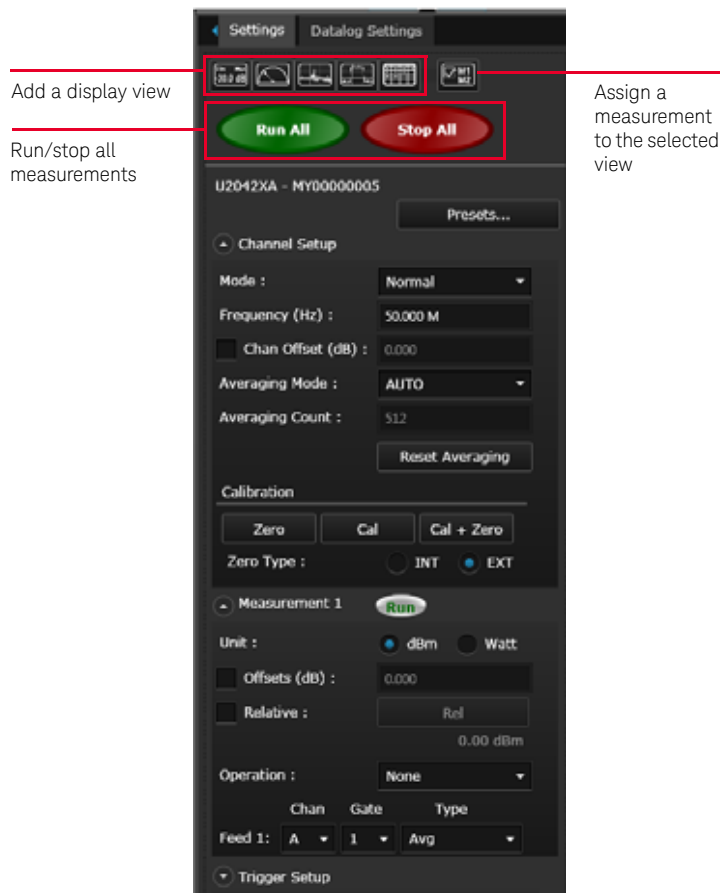 Settings Datalog Settings
20.0 dB
Add a display view
Assign a
measurement
to the selected
view
Run All Stop All
Run/stop all
measurements
U2042XA - MY00000005
Presets...
Channel Setup
Mode : Normal
Frequency (Hz) : 50.000 M
Chan Offset (dB) : 0.000
Averaging Mode : AUTO
Averaging Count : 512
Reset Averaging
Calibration
Zero Cal Cal + Zero
Zero Type : INT EXT
Measurement 1 Run
Unit : dBm Watt
Offsets (dB) : 0.000
Relative : Rel
0.00 dBm
Operation : None
Chan Gate Type
Feed 1: A 1 Avg
Trigger Setup